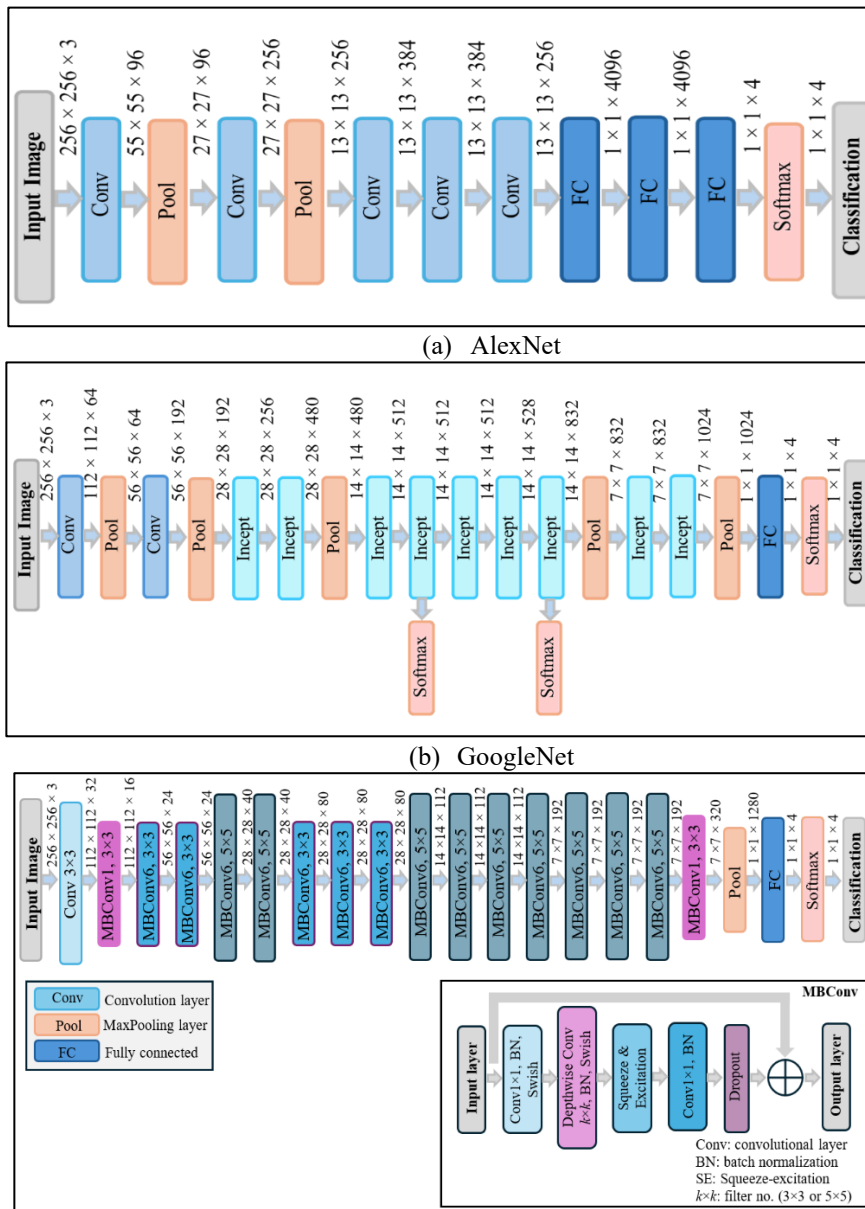 Input Image
256 × 256 × 3
Conv
55 × 55 × 96
Pool
27 × 27 × 96
Conv
27 × 27 × 256
Pool
13 × 13 × 256
Conv
13 × 13 × 384
Conv
13 × 13 × 384
Conv
13 × 13 × 256
FC
1 × 1 × 4096
FC
1 × 1 × 4096
FC
1 × 1 × 4
Softmax
1 × 1 × 4
Classification
(a) AlexNet
Input Image
256 × 256 × 3
Conv
112 × 112 × 64
Pool
56 × 56 × 64
Conv
56 × 56 × 192
Pool
28 × 28 × 192
Incept
28 × 28 × 256
Incept
28 × 28 × 480
Pool
14 × 14 × 480
Incept
14 × 14 × 512
Incept
14 × 14 × 512
Incept
14 × 14 × 512
Incept
14 × 14 × 528
Incept
14 × 14 × 832
Pool
7 × 7 × 832
Incept
7 × 7 × 832
Incept
7 × 7 × 1024
Pool
1 × 1 × 1024
FC
1 × 1 × 4
Softmax
1 × 1 × 4
Classification
Softmax
Softmax
(b) GoogleNet
Input Image
256 × 256 × 3
Conv 3×3
112 × 112 × 32
MBConv1, 3×3
112 × 112 × 16
MBConv6, 3×3
56 × 56 × 24
MBConv6, 3×3
56 × 56 × 24
MBConv6, 5×5
28 × 28 × 40
MBConv6, 5×5
28 × 28 × 40
MBConv6, 3×3
28 × 28 × 80
MBConv6, 3×3
28 × 28 × 80
MBConv6, 3×3
28 × 28 × 80
MBConv6, 5×5
14×14 × 112
MBConv6, 5×5
14×14 × 112
MBConv6, 5×5
14×14 × 112
MBConv6, 5×5
7×7 × 192
MBConv6, 5×5
7×7 × 192
MBConv6, 5×5
7×7 × 192
MBConv6, 5×5
7×7 × 192
MBConv1, 3×3
7×7 × 320
Pool
1×1 × 1280
FC
1 ×1 × 4
Softmax
1 ×1 × 4
Classification
Conv Convolution layer
Pool MaxPooling layer
FC Fully connected
MBConv
Input layer
Conv1×1, BN,
Swish
Depthwise Conv
k×k, BN, Swish
Squeeze &
Excitation
Conv1×1, BN
Dropout
Output layer
Conv: convolutional layer
BN: batch normalization
SE: Squeeze-excitation
k×k: filter no. (3×3 or 5×5)